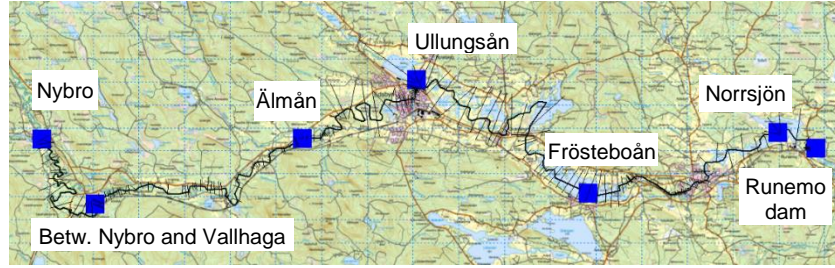 Ullungsån
Nybro
Älmån
Norrsjön
Frösteboån
Runemo
dam
Betw. Nybro and Vallhaga